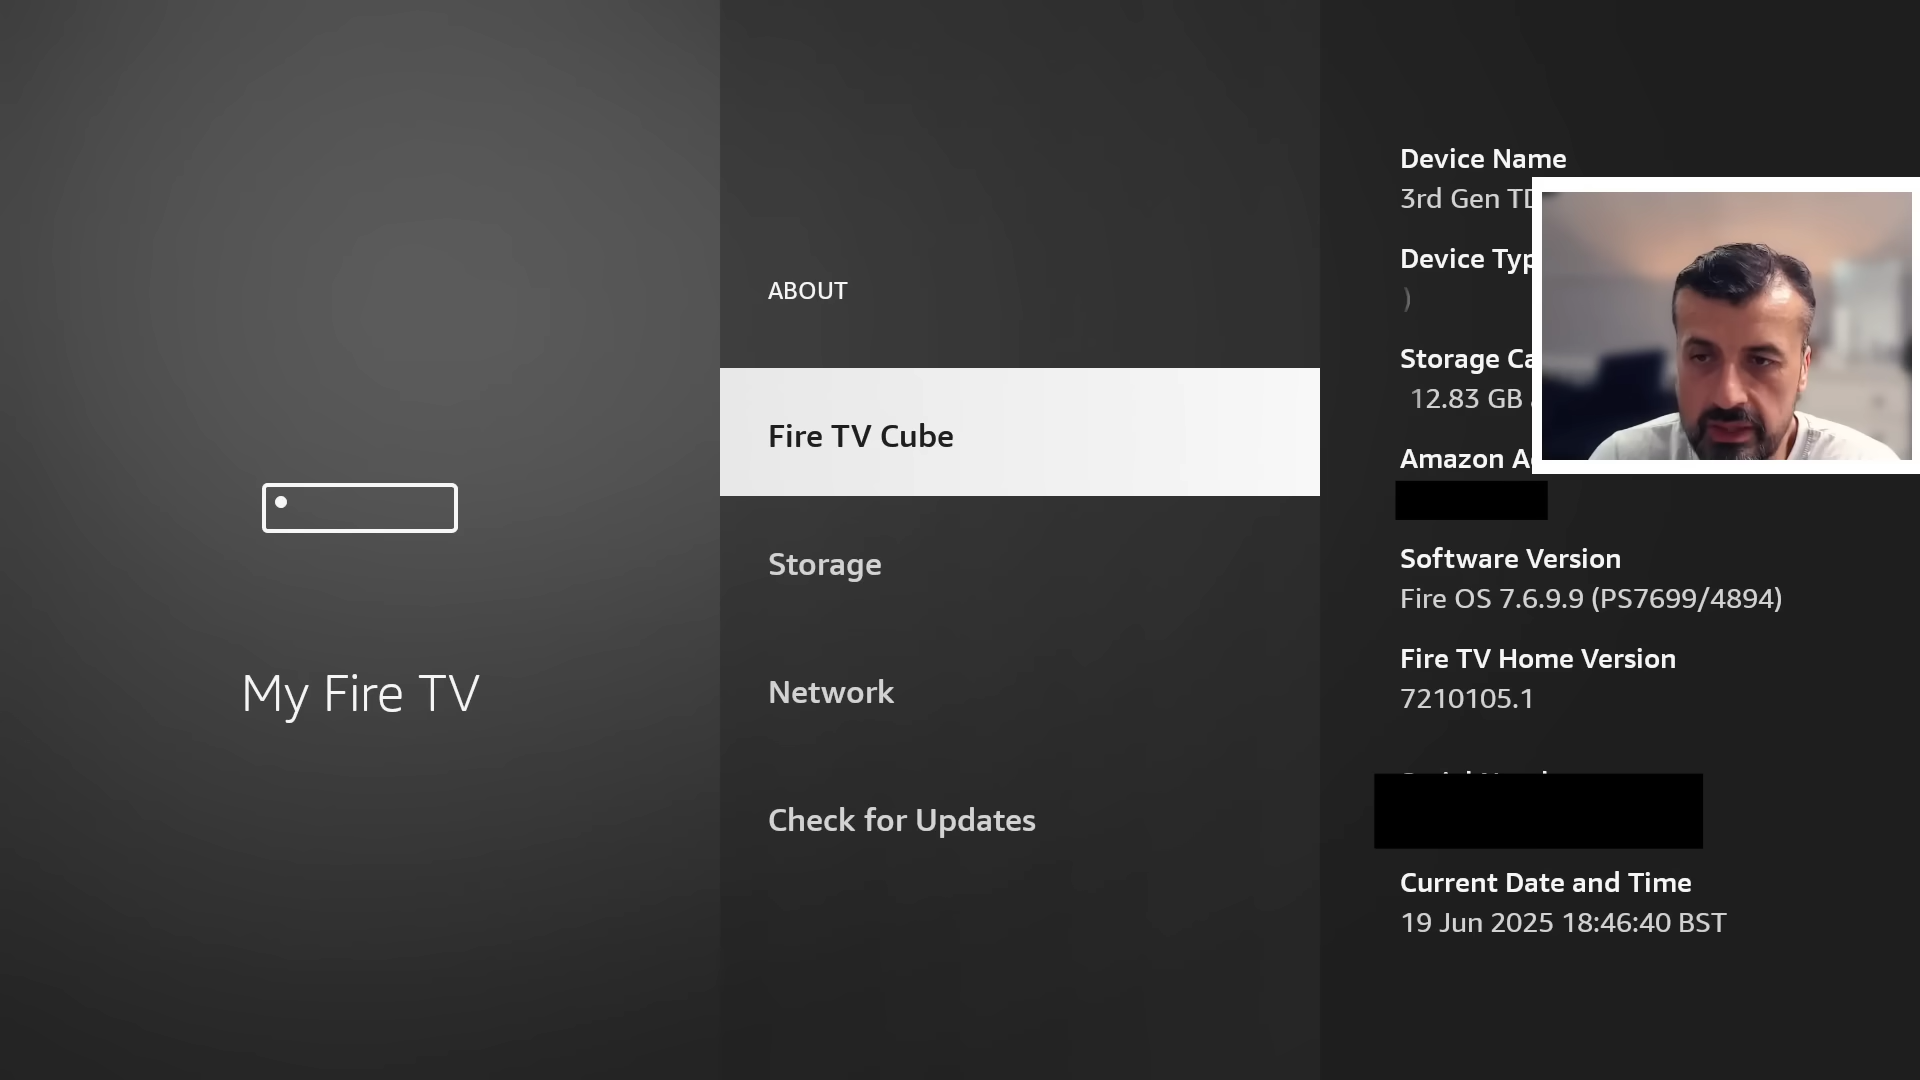 My Fire TV
ABOUT
Fire TV Cube
Storage
Network
Check for Updates
Device Name
3rd Gen
Device
)
Storage
12.83 GB
Amazon
Software Version
Fire OS 7.6.9.9 (PS7699/4894)
Fire TV Home Version
7210105.1
Current Date and Time
19 Jun 2025 18:46:40 BST